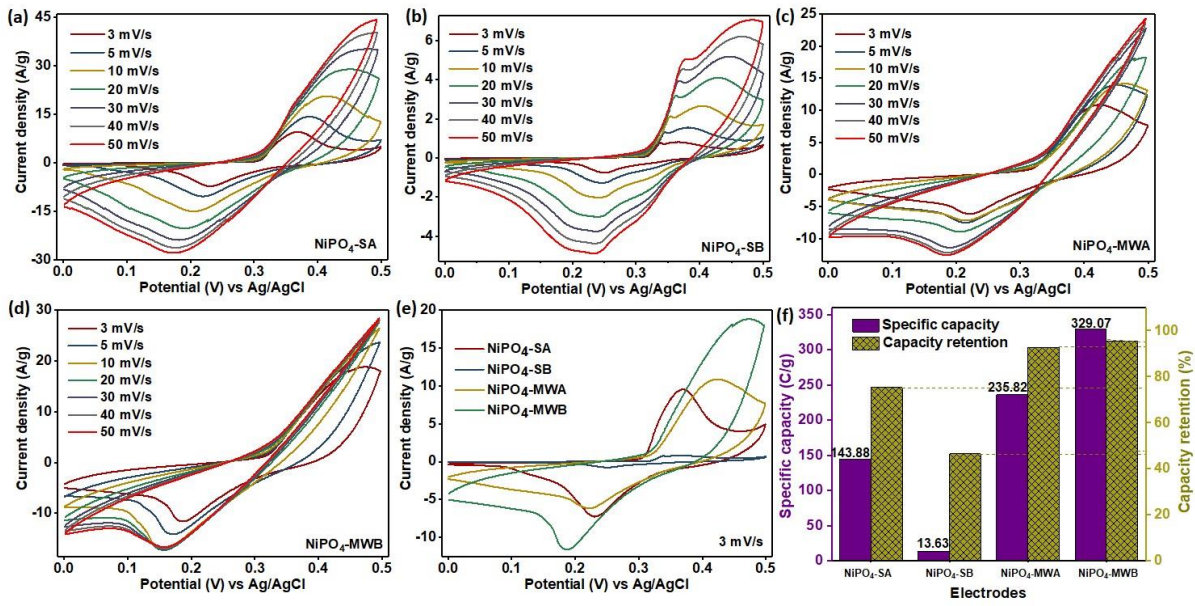 (a)
3 mV/s
5 mV/s
10 mV/s
20 mV/s
30 mV/s
40 mV/s
50 mV/s
NiPO₄-SA
Current density (A/g)
45
30
15
0
-15
-30
0.0 0.1 0.2 0.3 0.4 0.5
Potential (V) vs Ag/AgCl
(b)
3 mV/s
5 mV/s
10 mV/s
20 mV/s
30 mV/s
40 mV/s
50 mV/s
NiPO₄-SB
Current density (A/g)
6
4
2
0
-2
-4
0.0 0.1 0.2 0.3 0.4 0.5
Potential (V) vs Ag/AgCl
(c)
3 mV/s
5 mV/s
10 mV/s
20 mV/s
30 mV/s
40 mV/s
50 mV/s
NiPO₄-MWA
Current density (A/g)
25
20
15
10
5
0
-5
-10
0.0 0.1 0.2 0.3 0.4 0.5
Potential (V) vs Ag/AgCl
(d)
3 mV/s
5 mV/s
10 mV/s
20 mV/s
30 mV/s
40 mV/s
50 mV/s
NiPO₄-MWB
Current density (A/g)
30
20
10
0
-10
0.0 0.1 0.2 0.3 0.4 0.5
Potential (V) vs Ag/AgCl
(e)
NiPO₄-SA
NiPO₄-SB
NiPO₄-MWA
NiPO₄-MWB
3 mV/s
Current density (A/g)
20
15
10
5
0
-5
-10
0.0 0.1 0.2 0.3 0.4 0.5
Potential (V) vs Ag/AgCl
(f)
Specific capacity
Capacity retention
143.88
13.63
235.82
329.07
Specific capacity (C/g)
350
300
250
200
150
100
50
0
Capacity retention (%)
100
80
60
40
20
0
NiPO₄-SA NiPO₄-SB NiPO₄-MWA NiPO₄-MWB
Electrodes